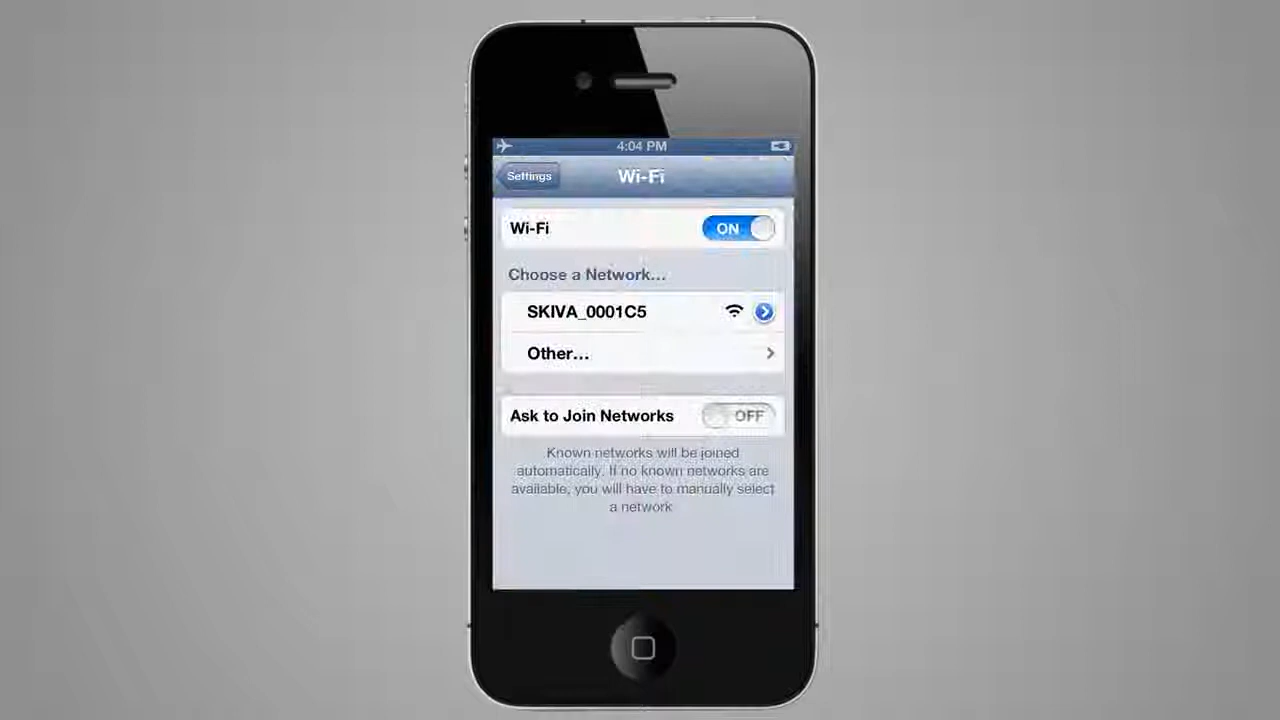 4:04 PM
Settings
Wi-Fi
Wi-Fi
ON
Choose a Network...
SKIVA_0001C5
Other...
Ask to Join Networks
OFF
Known networks will be joined
automatically. If no known networks are
available, you will have to manually select
a network